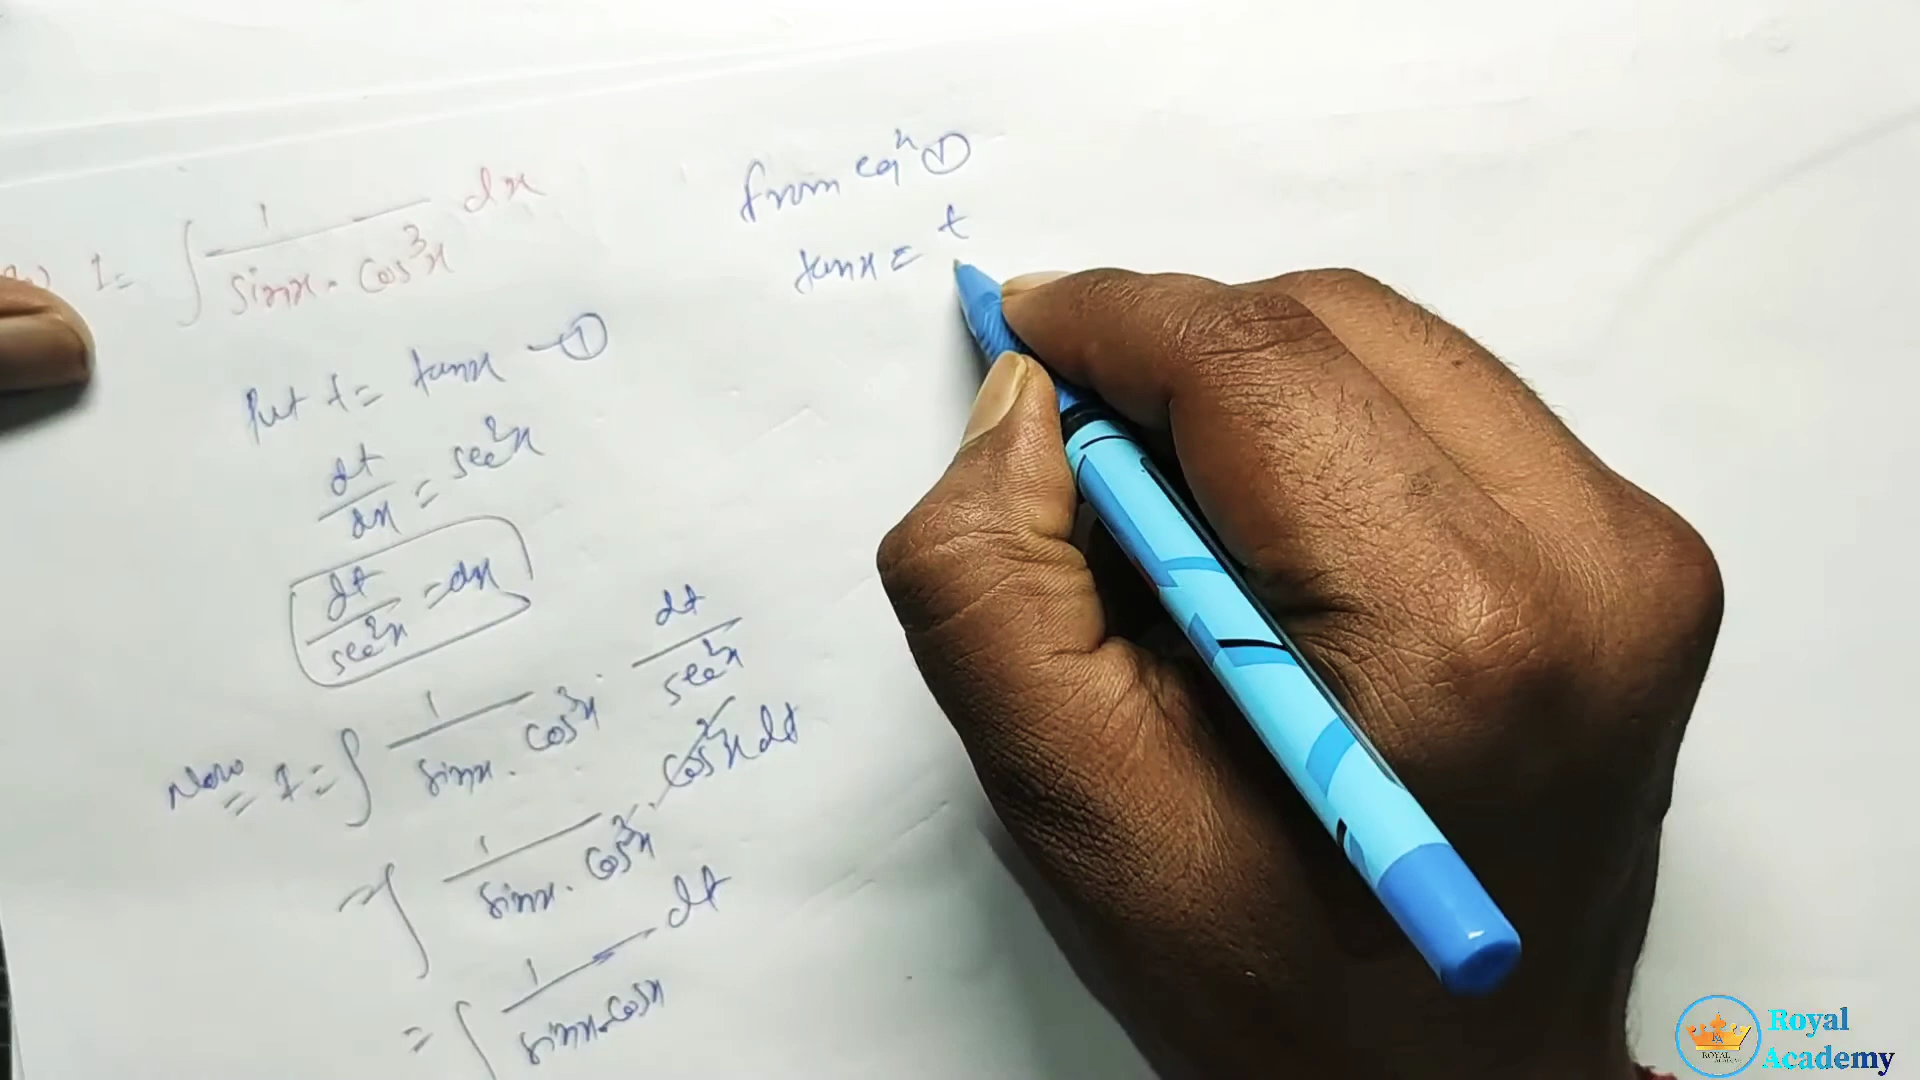 I = ∫ 1/(sinx · cos³x) dx
Put t = tanx —①
dt/dx = sec²x
dt/sec²x = dx
Now I = ∫ 1/(sinx · cos³x) · dt/sec²x
= ∫ 1/(sinx · cos³x) · cos²x dt
= ∫ 1/(sinx · cosx) dt
from eqⁿ ①
tanx = t
Royal
Academy
ROYAL